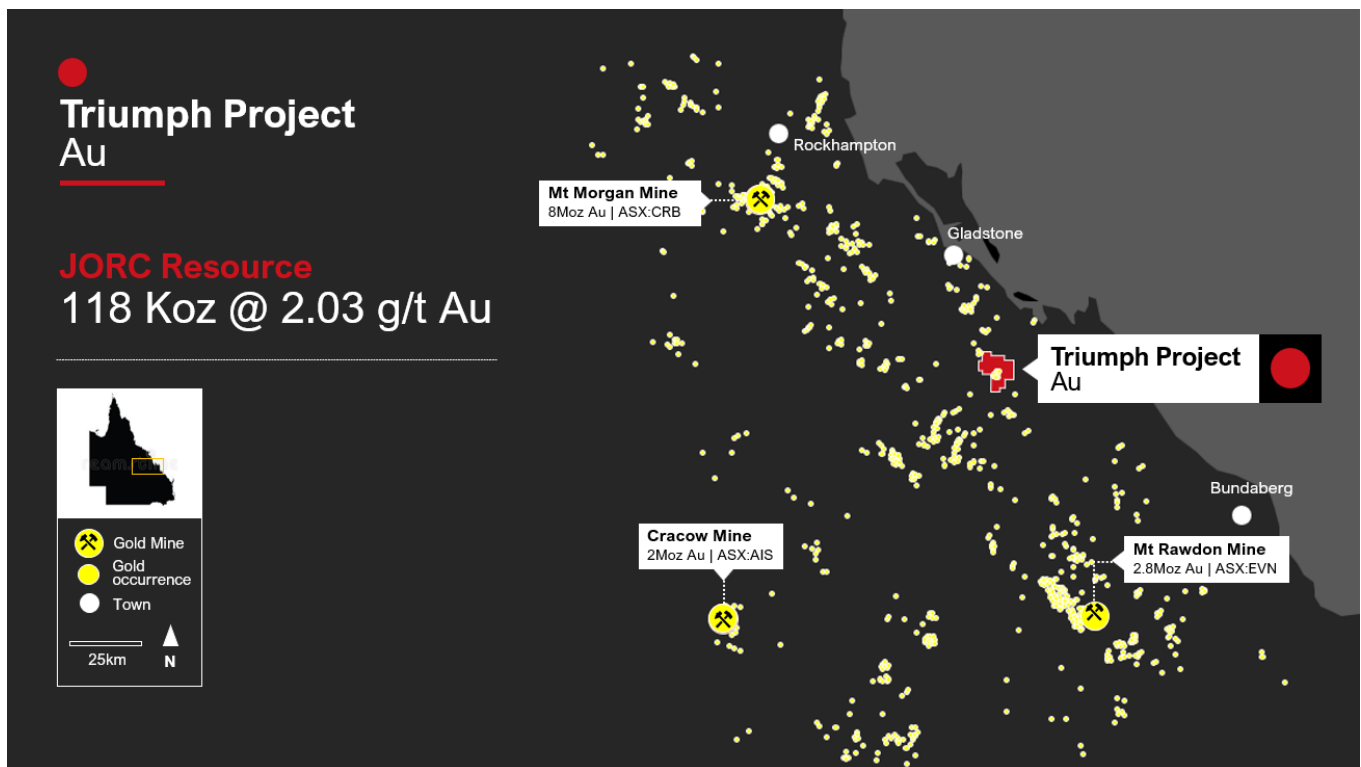 Triumph Project
Au
JORC Resource
118 Koz @ 2.03 g/t Au
Rockhampton
Mt Morgan Mine
8Moz Au | ASX:CRB
Gladstone
Triumph Project
Au
Bundaberg
Cracow Mine
2Moz Au | ASX:AIS
Mt Rawdon Mine
2.8Moz Au | ASX:EVN
Gold Mine
Gold
occurrence
Town
25km
N